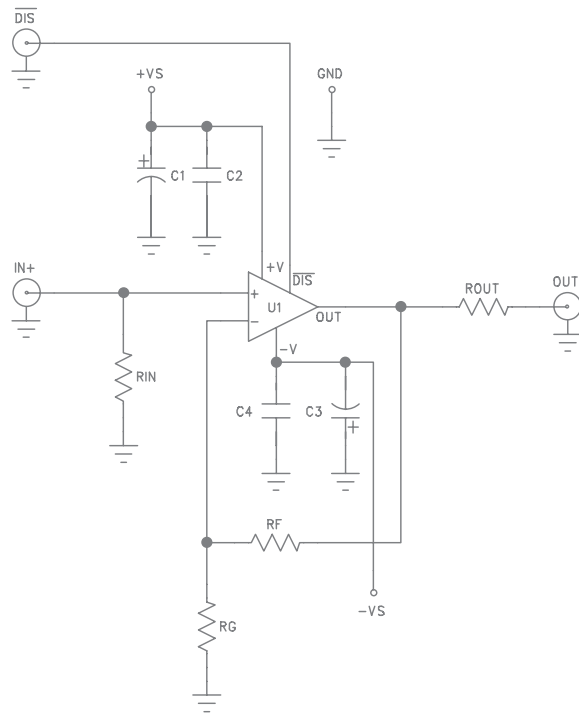 DIS
+VS
GND
+
C1
C2
IN+
+V
DIS
+
U1
−
OUT
ROUT
OUT
−V
RIN
C4
C3
+
RF
−VS
RG